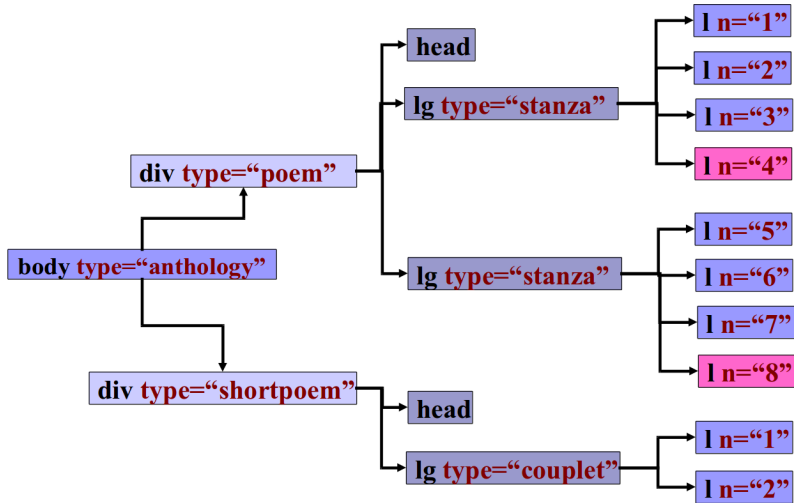 l n=“1”
head
l n=“2”
lg type=“stanza”
l n=“3”
l n=“4”
div type=“poem”
l n=“5”
body type=“anthology”
lg type=“stanza”
l n=“6”
l n=“7”
l n=“8”
div type=“shortpoem”
head
l n=“1”
lg type=“couplet”
l n=“2”